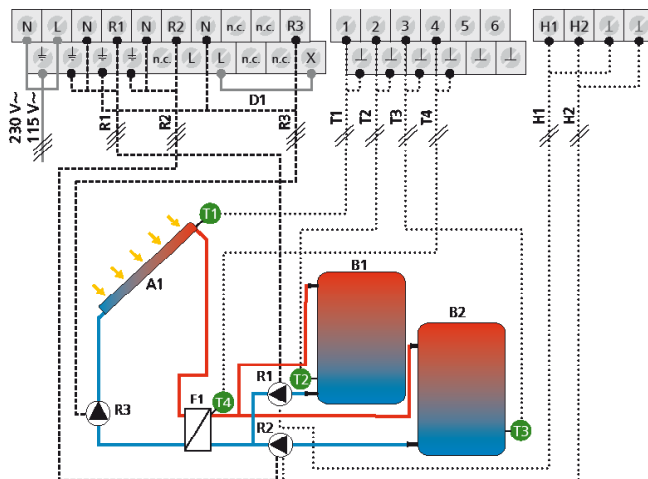 N L N R1 N R2 N n.c. n.c. R3
n.c. L L n.c. n.c. X
1 2 3 4 5 6
H1 H2
D1
230 V~
115 V~
R1
R2
R3
T1
T2
T3
T4
H1
H2
T1
A1
B1
B2
R1
T2
F1
T4
R3
R2
T3